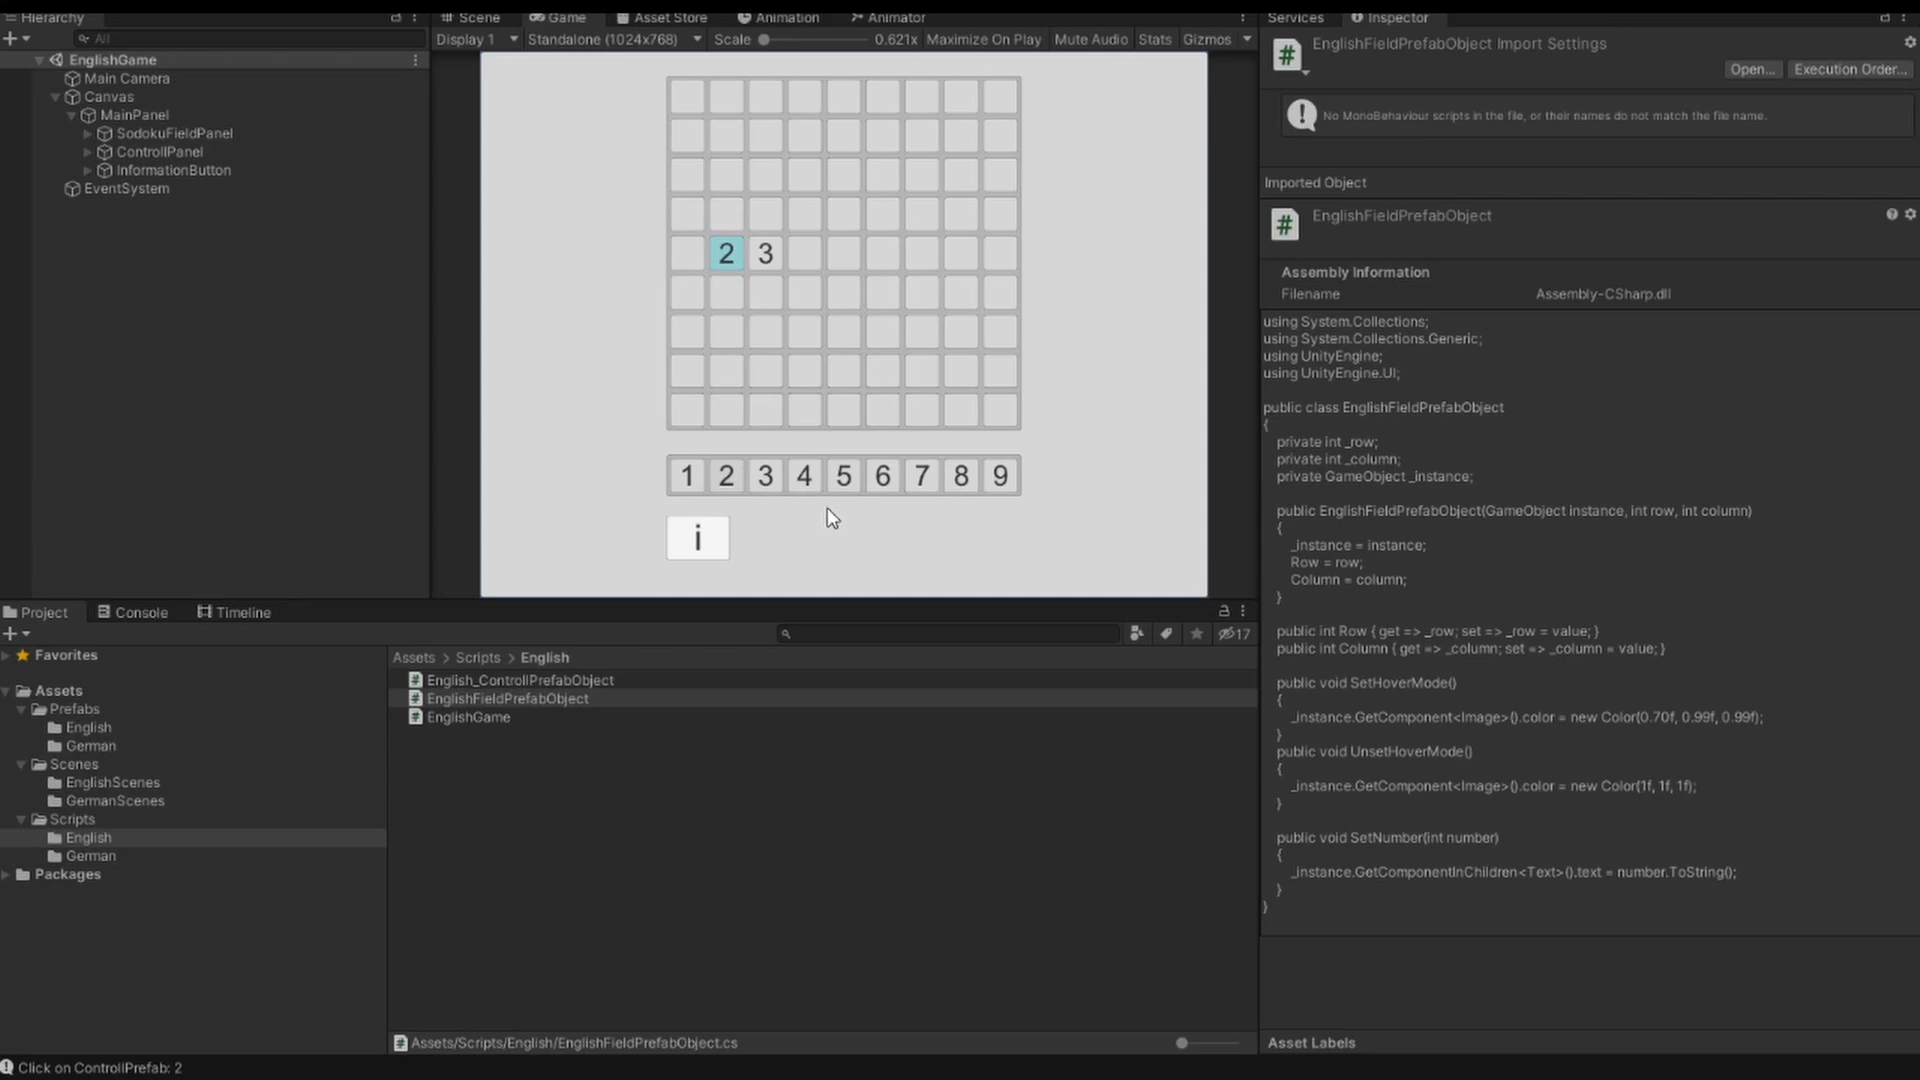 Hierarchy
All
EnglishGame
Main Camera
Canvas
MainPanel
SodokuFieldPanel
ControllPanel
InformationButton
EventSystem
Scene Game Asset Store Animation Animator
Display 1 Standalone (1024x768) Scale 0.621x Maximize On Play Mute Audio Stats Gizmos
2 3
1 2 3 4 5 6 7 8 9
i
Services Inspector
EnglishFieldPrefabObject Import Settings
Open... Execution Order...
No MonoBehaviour scripts in the file, or their names do not match the file name.
Imported Object
EnglishFieldPrefabObject
Assembly Information
Filename Assembly-CSharp.dll
using System.Collections;
using System.Collections.Generic;
using UnityEngine;
using UnityEngine.UI;
public class EnglishFieldPrefabObject
{
private int _row;
private int _column;
private GameObject _instance;
public EnglishFieldPrefabObject(GameObject instance, int row, int column)
{
_instance = instance;
Row = row;
Column = column;
}
public int Row { get => _row; set => _row = value; }
public int Column { get => _column; set => _column = value; }
public void SetHoverMode()
{
_instance.GetComponent<Image>().color = new Color(0.70f, 0.99f, 0.99f);
}
public void UnsetHoverMode()
{
_instance.GetComponent<Image>().color = new Color(1f, 1f, 1f);
}
public void SetNumber(int number)
{
_instance.GetComponentInChildren<Text>().text = number.ToString();
}
}
Asset Labels
Project Console Timeline
17
Favorites
Assets
Prefabs
English
German
Scenes
EnglishScenes
GermanScenes
Scripts
English
German
Packages
Assets > Scripts > English
English_ControllPrefabObject
EnglishFieldPrefabObject
EnglishGame
Assets/Scripts/English/EnglishFieldPrefabObject.cs
Click on ControllPrefab: 2